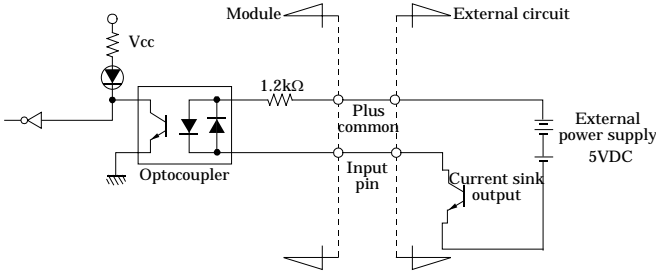 Module
External circuit
Vcc
1.2kΩ
Plus
common
External
power supply
5VDC
Optocoupler
Input
pin
Current sink
output